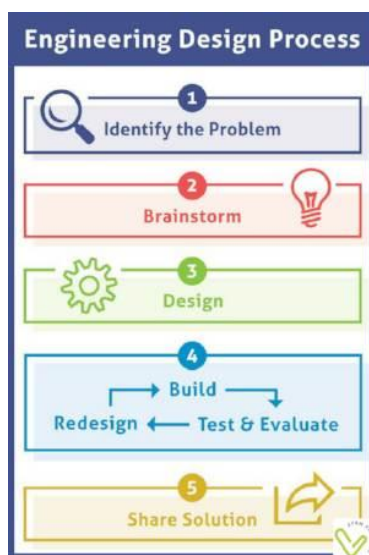 Engineering Design Process
1
Identify the Problem
2
Brainstorm
3
Design
4
Build
Redesign
Test & Evaluate
5
Share Solution